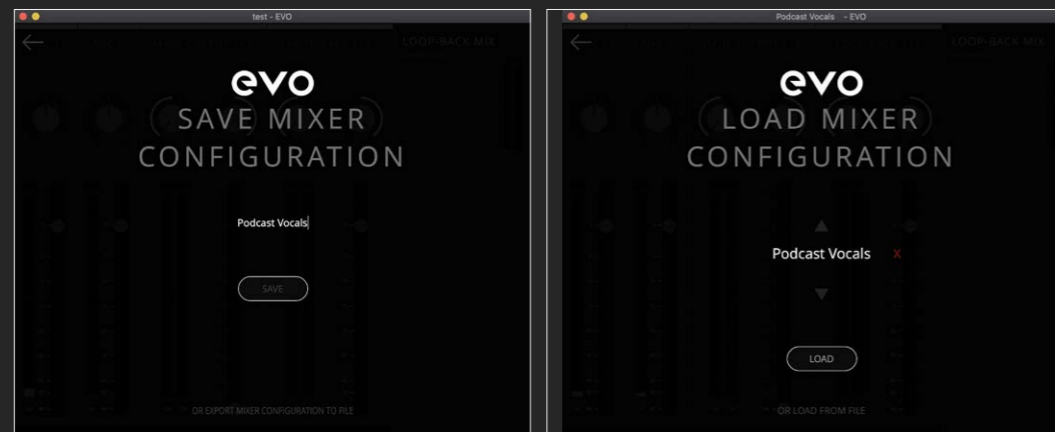 test - EVO
LOOP-BACK MIX
evo
SAVE MIXER
CONFIGURATION
Podcast Vocals
SAVE
OR EXPORT MIXER CONFIGURATION TO FILE
Podcast Vocals - EVO
LOOP-BACK MIX
evo
LOAD MIXER
CONFIGURATION
Podcast Vocals X
LOAD
OR LOAD FROM FILE